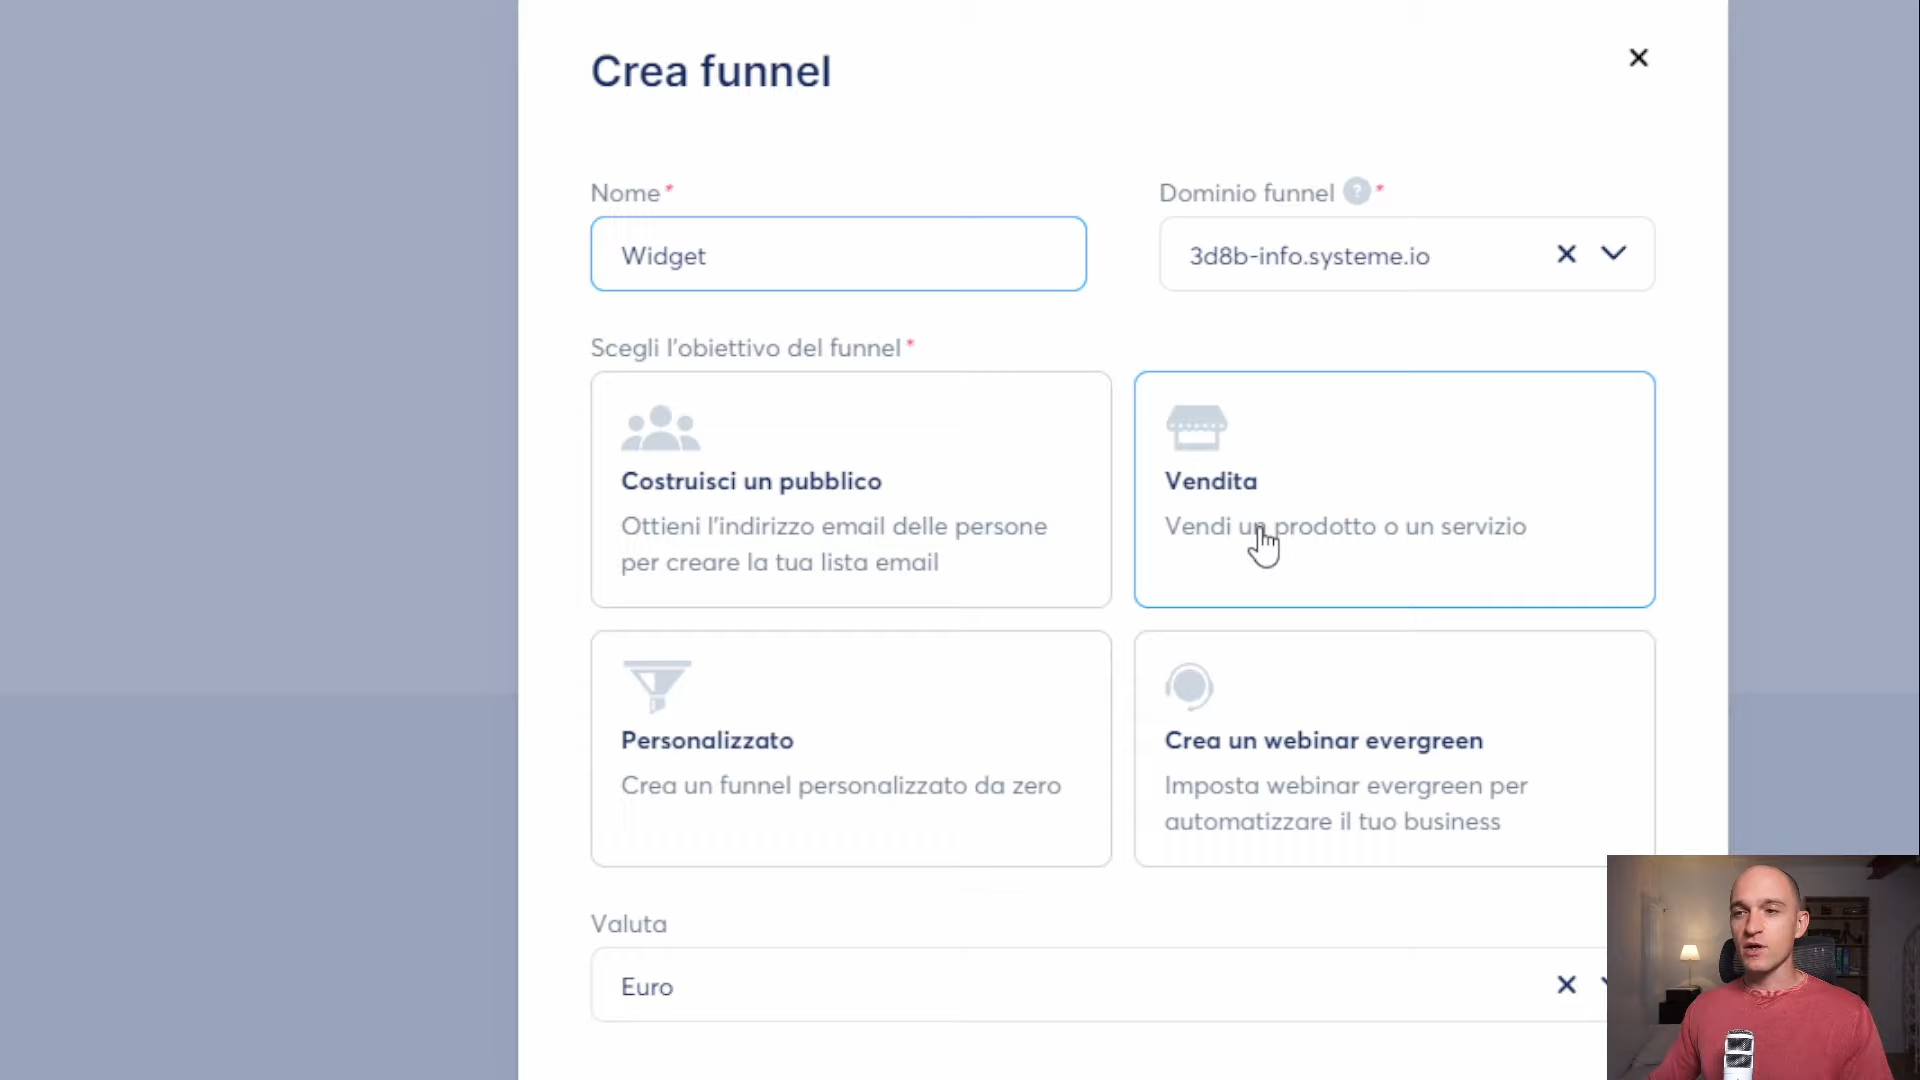 Crea funnel
Nome *
Dominio funnel ? *
Widget
3d8b-info.systeme.io
Scegli l'obiettivo del funnel *
Costruisci un pubblico
Ottieni l'indirizzo email delle persone
per creare la tua lista email
Vendita
Vendi un prodotto o un servizio
Personalizzato
Crea un funnel personalizzato da zero
Crea un webinar evergreen
Imposta webinar evergreen per
automatizzare il tuo business
Valuta
Euro